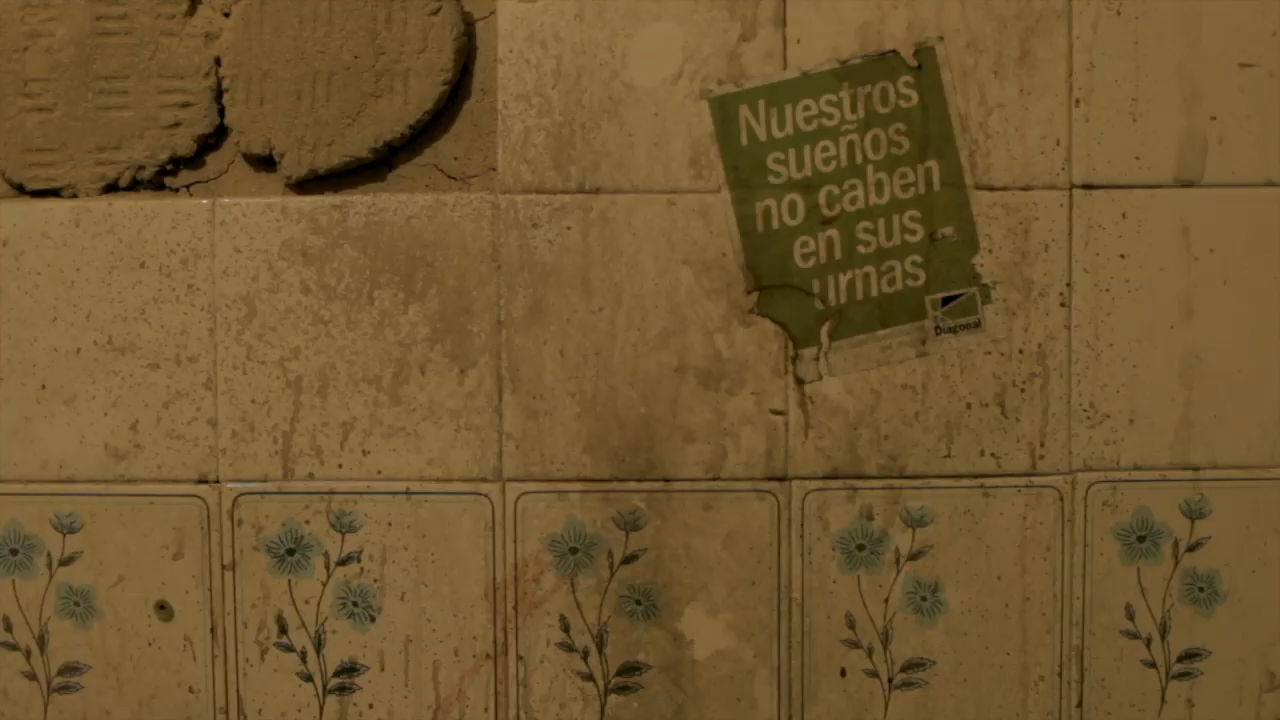 Nuestros
sueños
no caben
en sus
urnas
Diagonal